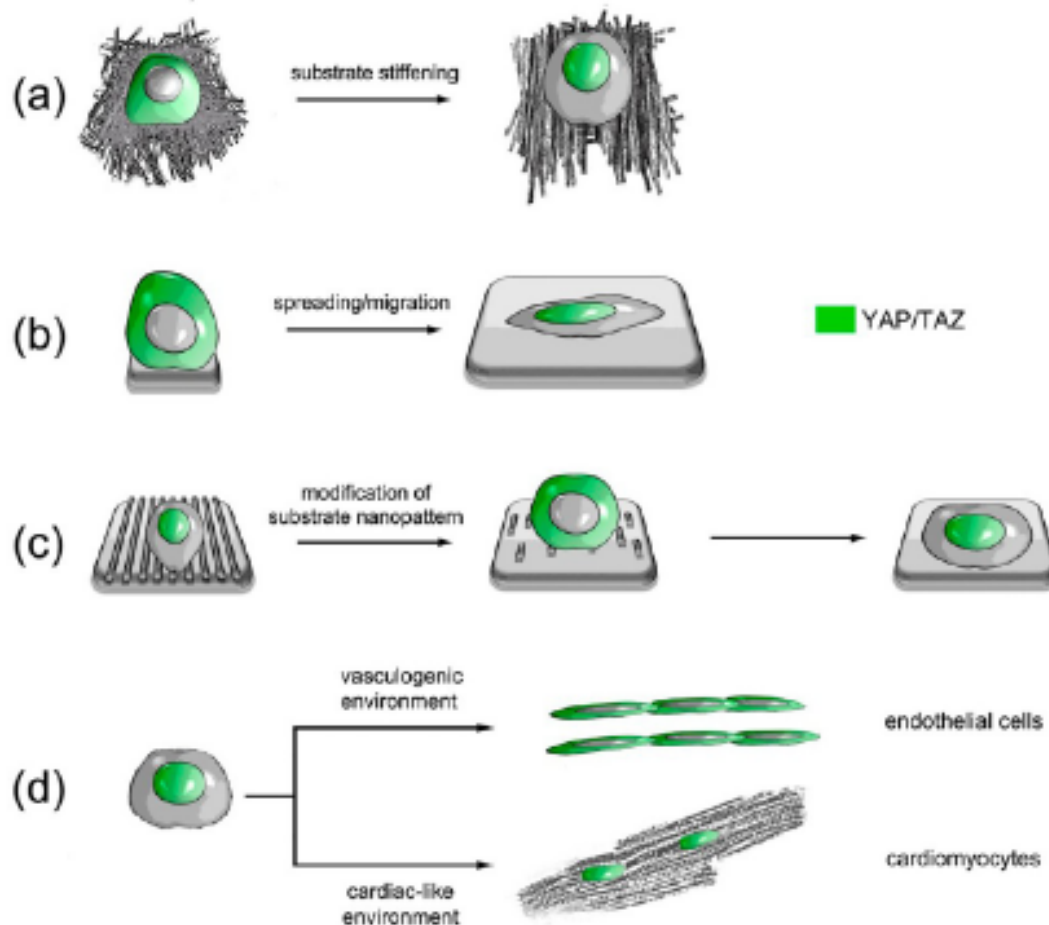 (a)
substrate stiffening
(b)
spreading/migration
YAP/TAZ
(c)
modification of
substrate nanopattern
(d)
vasculogenic
environment
endothelial cells
cardiac-like
environment
cardiomyocytes